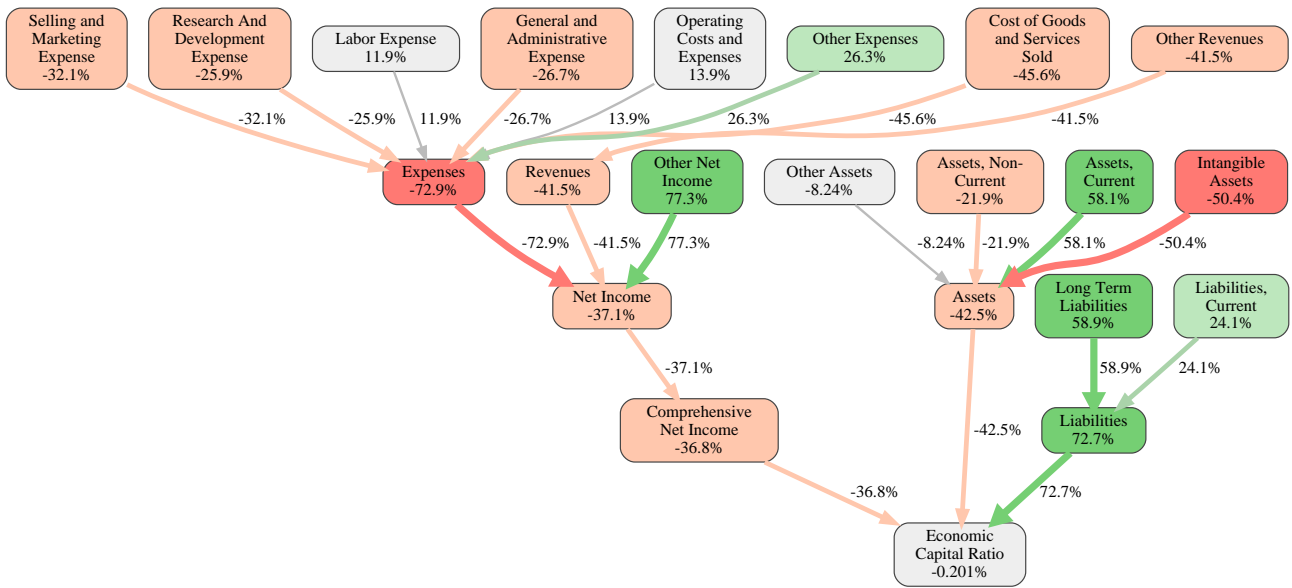 Selling and
Marketing
Expense
-32.1%
Research And
Development
Expense
-25.9%
Labor Expense
11.9%
General and
Administrative
Expense
-26.7%
Operating
Costs and
Expenses
13.9%
Other Expenses
26.3%
Cost of Goods
and Services
Sold
-45.6%
Other Revenues
-41.5%
-32.1%
-25.9%
11.9%
-26.7%
13.9%
26.3%
-45.6%
-41.5%
Expenses
-72.9%
Revenues
-41.5%
Other Net
Income
77.3%
Other Assets
-8.24%
Assets, Non-
Current
-21.9%
Assets,
Current
58.1%
Intangible
Assets
-50.4%
-72.9%
-41.5%
77.3%
-8.24%
-21.9%
58.1%
-50.4%
Net Income
-37.1%
Assets
-42.5%
Long Term
Liabilities
58.9%
Liabilities,
Current
24.1%
-37.1%
58.9%
24.1%
Comprehensive
Net Income
-36.8%
-42.5%
Liabilities
72.7%
-36.8%
72.7%
Economic
Capital Ratio
-0.201%